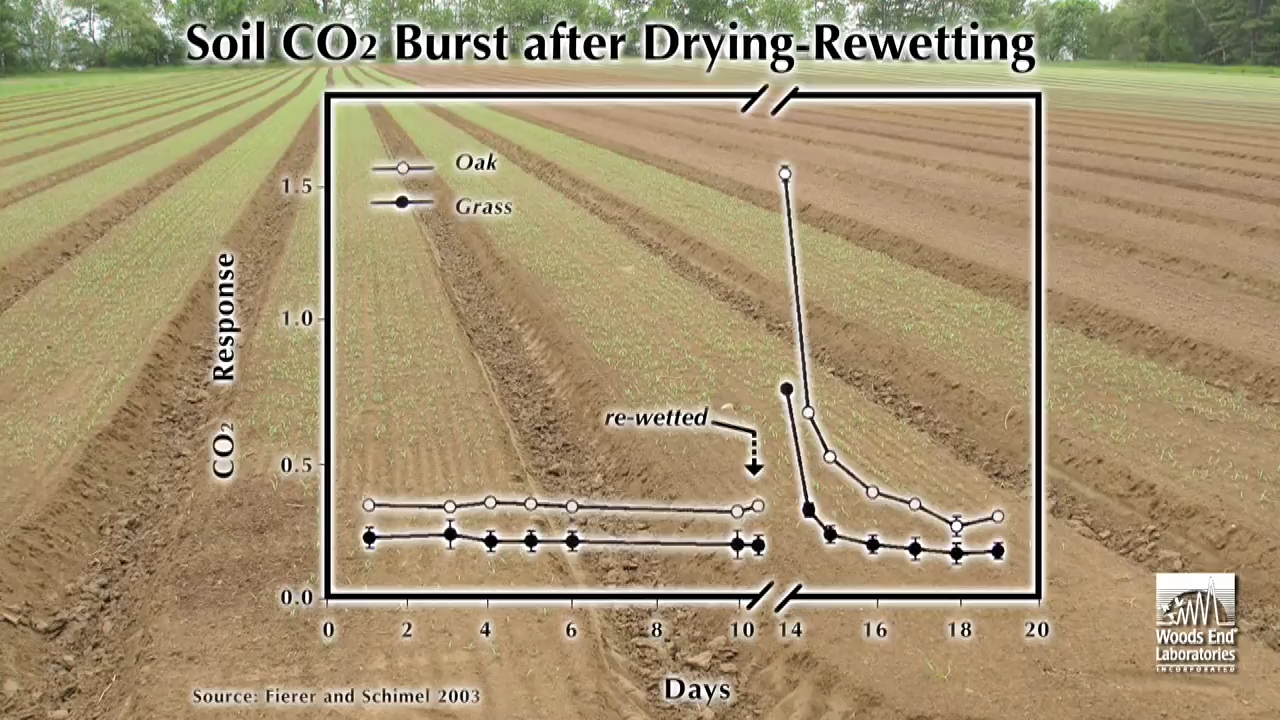 Soil CO2 Burst after Drying-Rewetting
Oak
Grass
1.5
1.0
0.5
0.0
CO2 Response
re-wetted
0 2 4 6 8 10 14 16 18 20
Days
Source: Fierer and Schimel 2003
Woods End
Laboratories
INCORPORATED